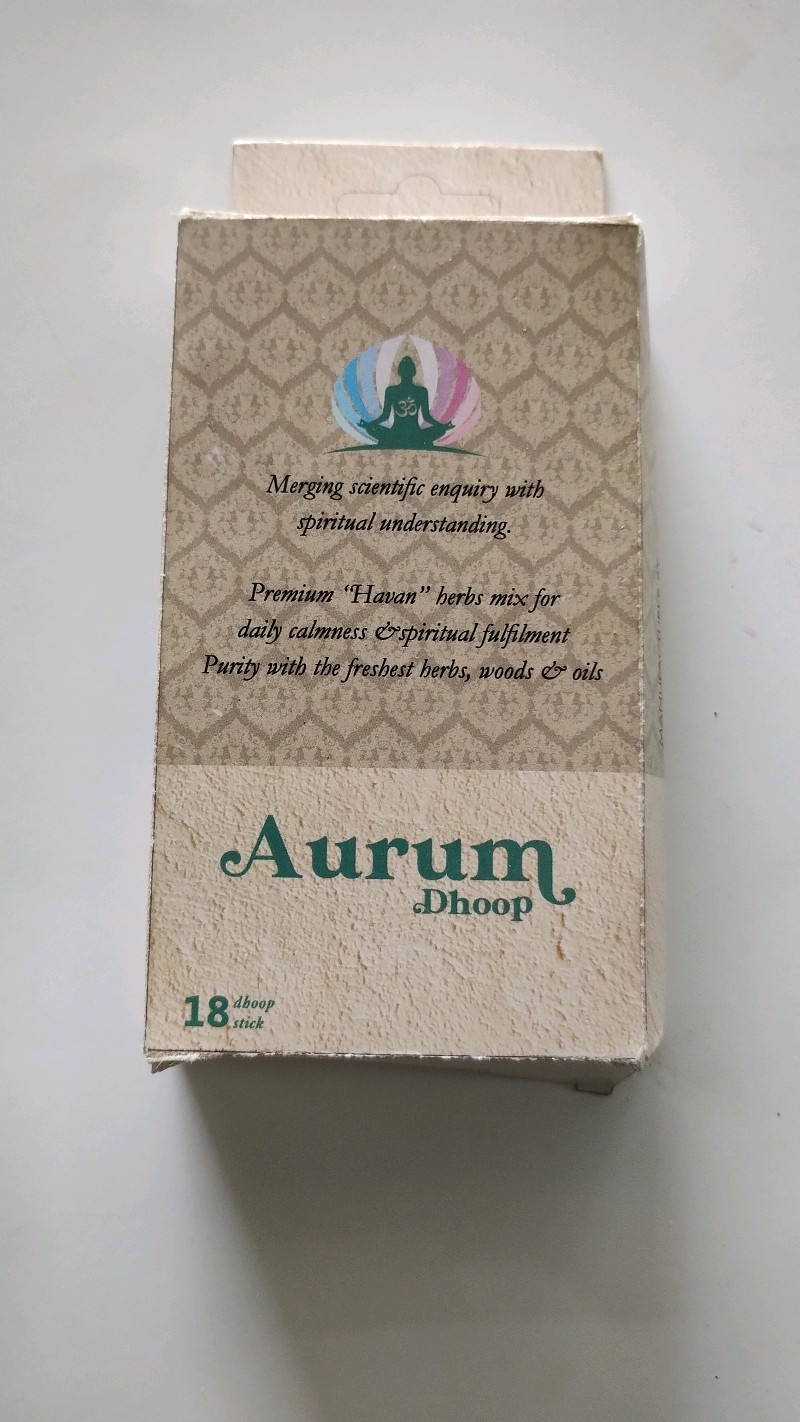 ॐ
Merging scientific enquiry with
spiritual understanding.
Premium “Havan” herbs mix for
daily calmness &spiritual fulfilment
Purity with the freshest herbs, woods & oils
Aurum
Dhoop
18 dhoop
stick